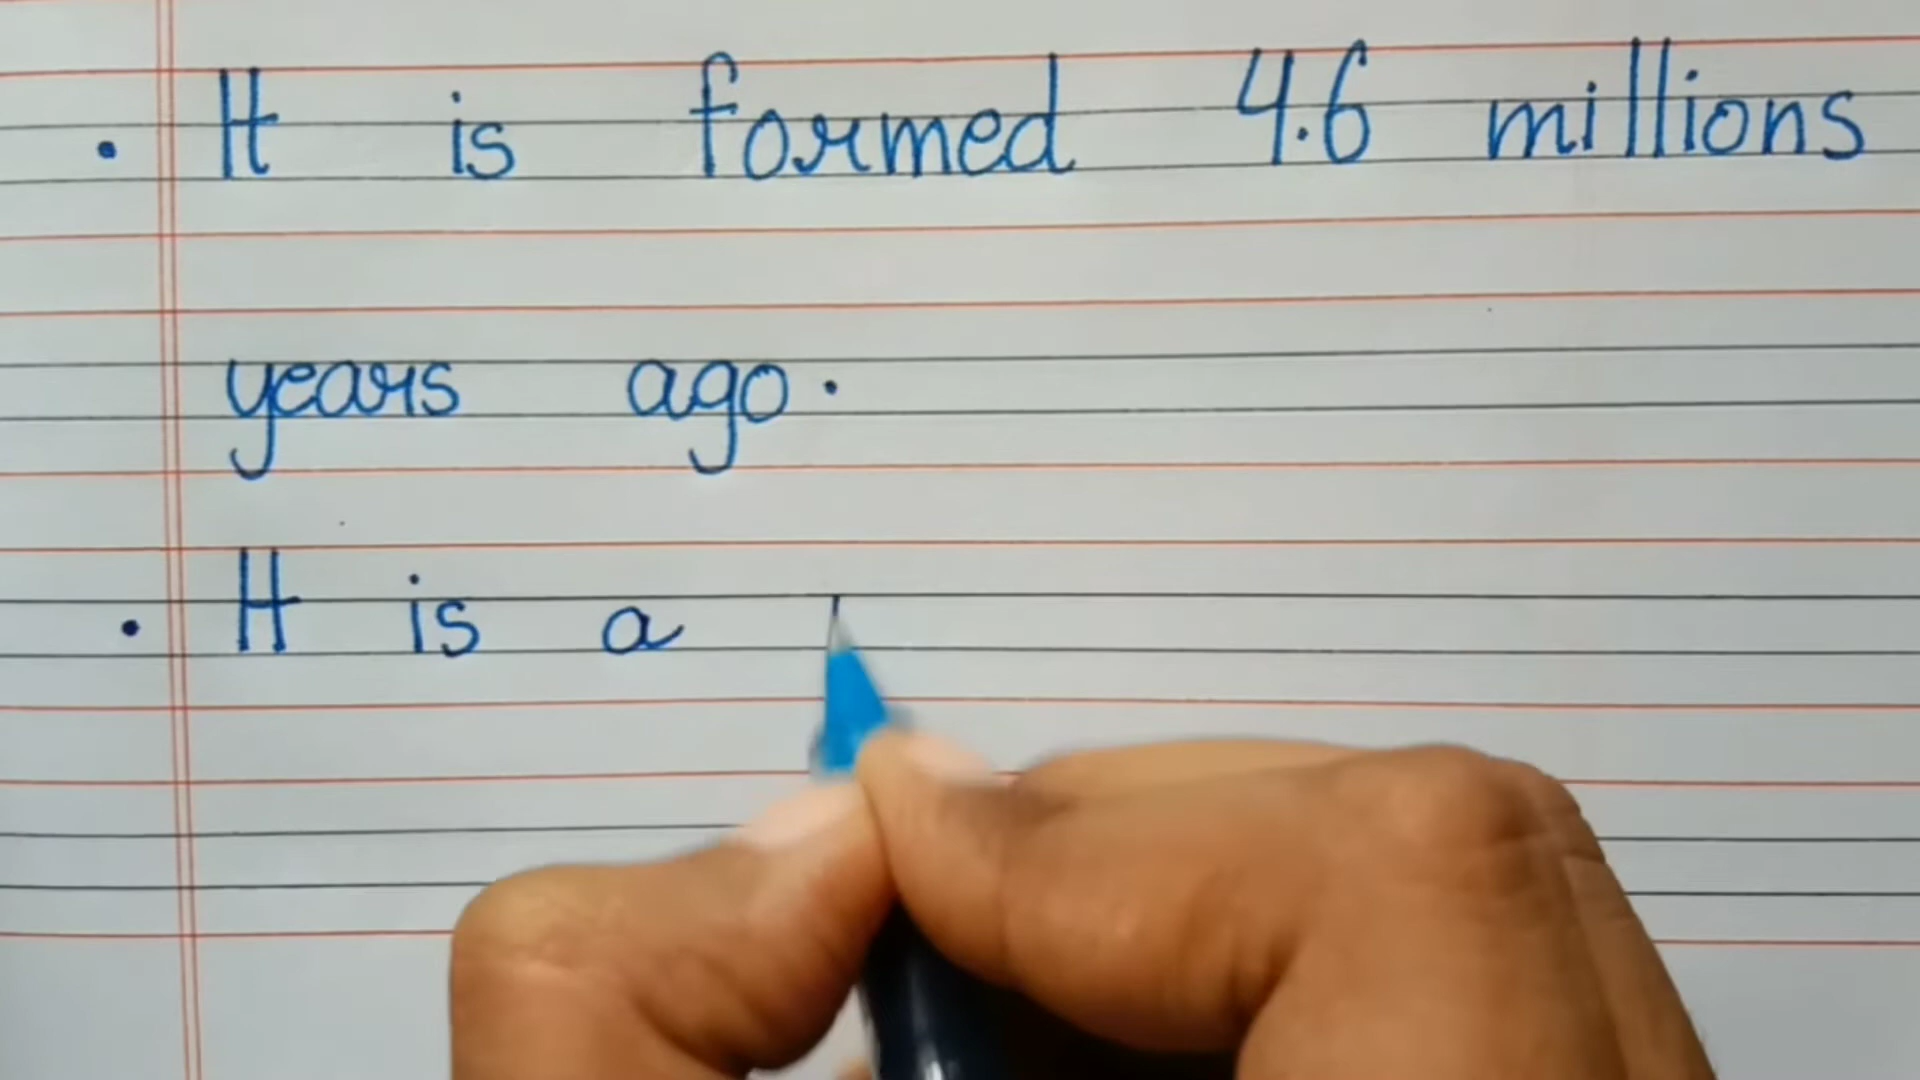 • It is formed 4.6 millions
years ago.
• It is a